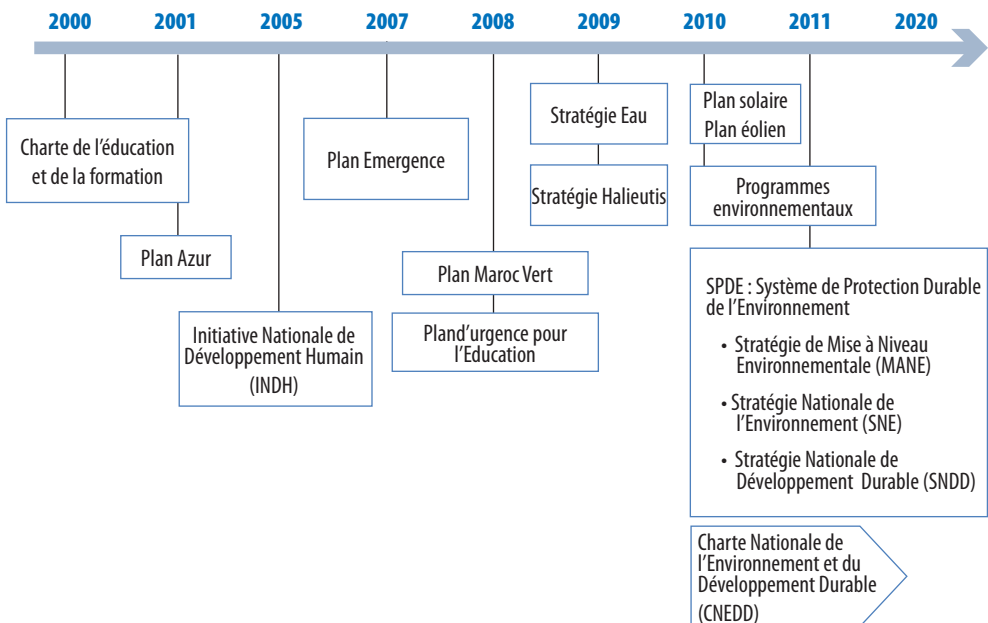 2000 2001 2005 2007 2008 2009 2010 2011 2020
Charte de l'éducation
et de la formation
Plan Azur
Initiative Nationale de
Développement Humain
(INDH)
Plan Emergence
Plan Maroc Vert
Pland'urgence pour
l'Education
Stratégie Eau
Stratégie Halieutis
Plan solaire
Plan éolien
Programmes
environnementaux
SPDE : Système de Protection Durable
de l'Environnement
• Stratégie de Mise à Niveau
Environnementale (MANE)
• Stratégie Nationale de
l'Environnement (SNE)
• Stratégie Nationale de
Développement Durable (SNDD)
Charte Nationale de
l'Environnement et du
Développement Durable
(CNEDD)